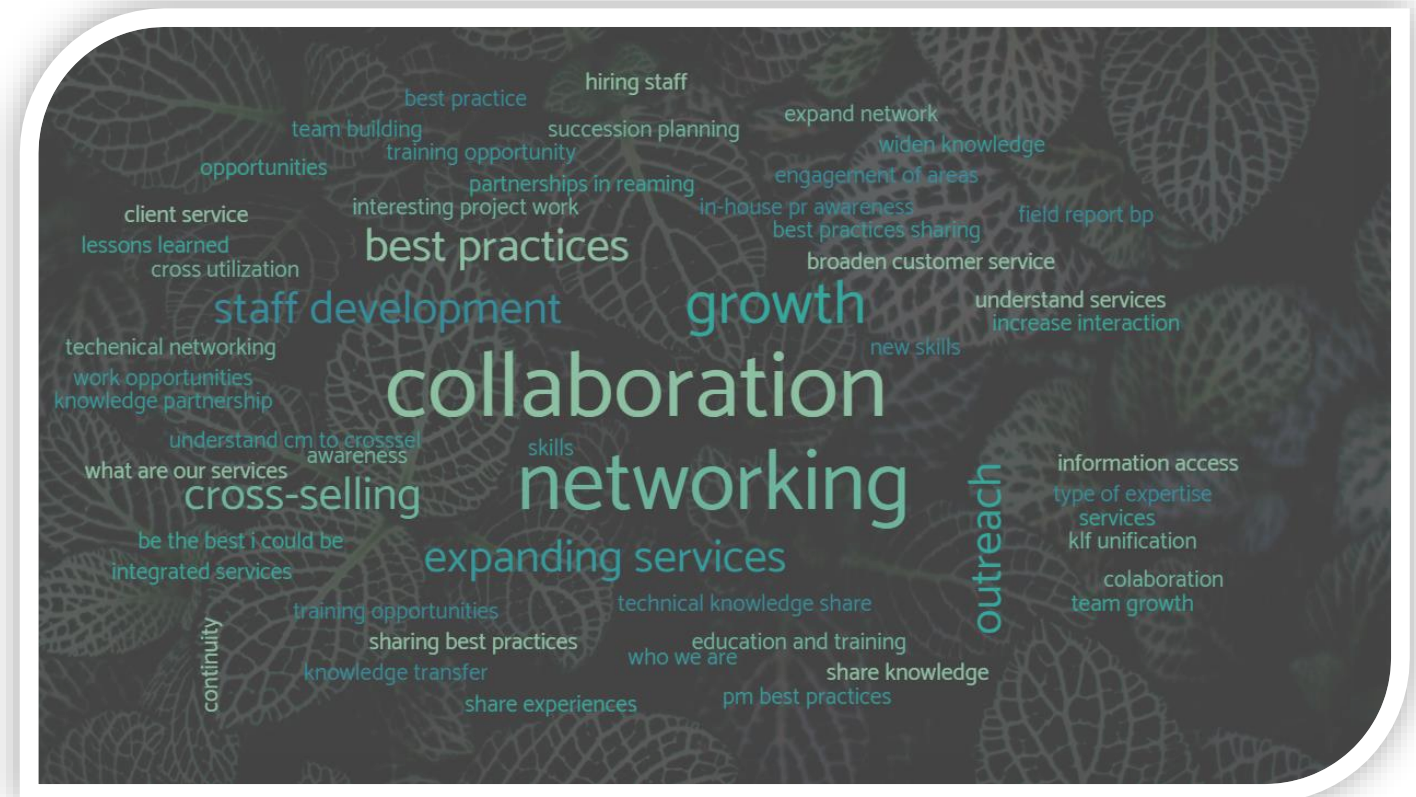 hiring staff
best practice
expand network
team building
succession planning
widen knowledge
training opportunity
opportunities
engagement of areas
partnerships in reaming
interesting project work
in-house pr awareness
client service
field report bp
best practices sharing
lessons learned
best practices
broaden customer service
cross utilization
staff development
growth
understand services
increase interaction
techenical networking
new skills
work opportunities
collaboration
knowledge partnership
understand cm to crosssel
skills
awareness
what are our services
information access
networking
cross-selling
type of expertise
outreach
services
be the best i could be
klf unification
expanding services
integrated services
colaboration
team growth
training opportunities
technical knowledge share
sharing best practices
education and training
continuity
who we are
knowledge transfer
share knowledge
pm best practices
share experiences